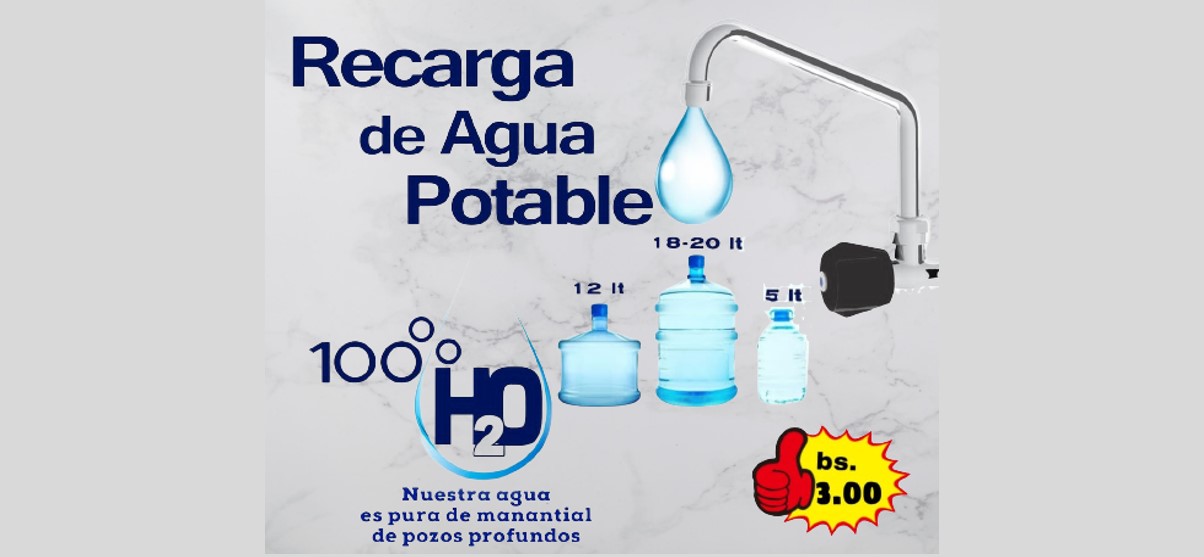 Recarga
de Agua
Potable
18-20 lt
12 lt
5 lt
100%
H2O
Nuestra agua
es pura de manantial
de pozos profundos
bs.
3.00